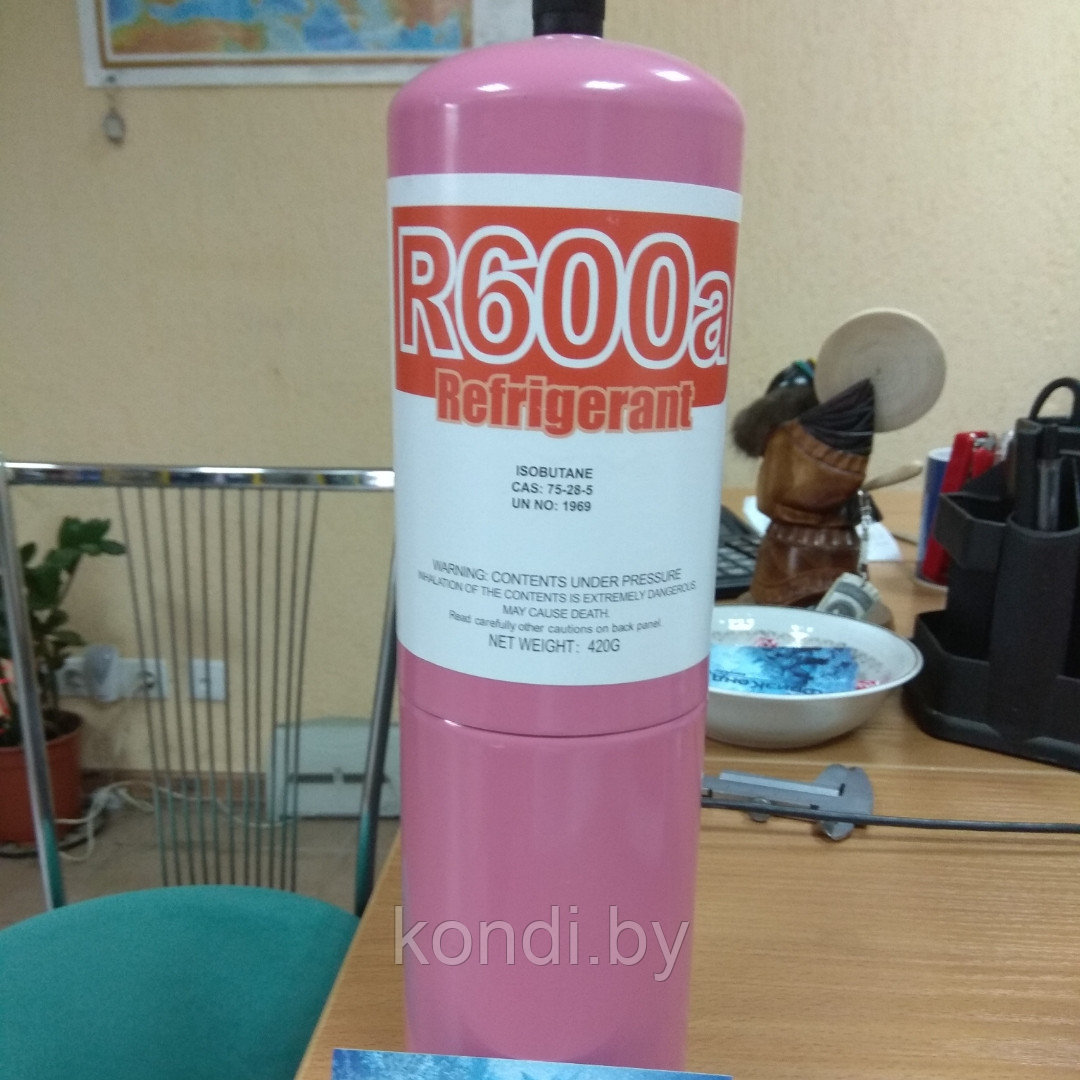 R600a
Refrigerant
ISOBUTANE
CAS: 75-28-5
UN NO: 1969
WARNING: CONTENTS UNDER PRESSURE
INHALATION OF THE CONTENTS IS EXTREMELY DANGEROUS
MAY CAUSE DEATH.
Read carefully other cautions on back panel.
NET WEIGHT: 420G
kondi.by